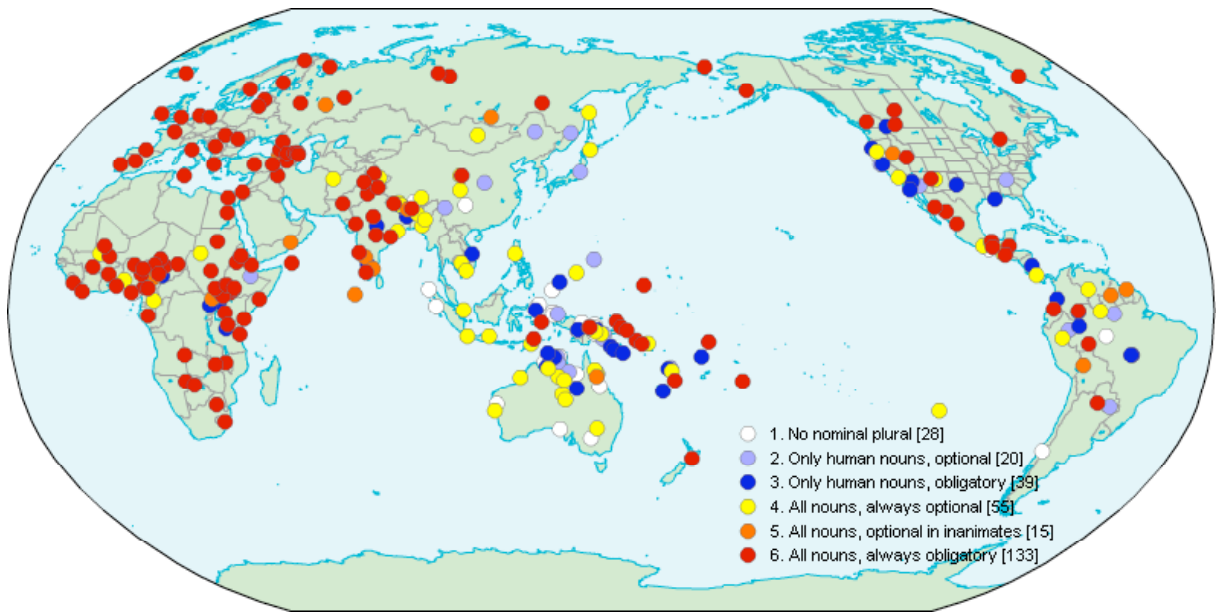 1. No nominal plural [28]
2. Only human nouns, optional [20]
3. Only human nouns, obligatory [39]
4. All nouns, always optional [55]
5. All nouns, optional in inanimates [15]
6. All nouns, always obligatory [133]